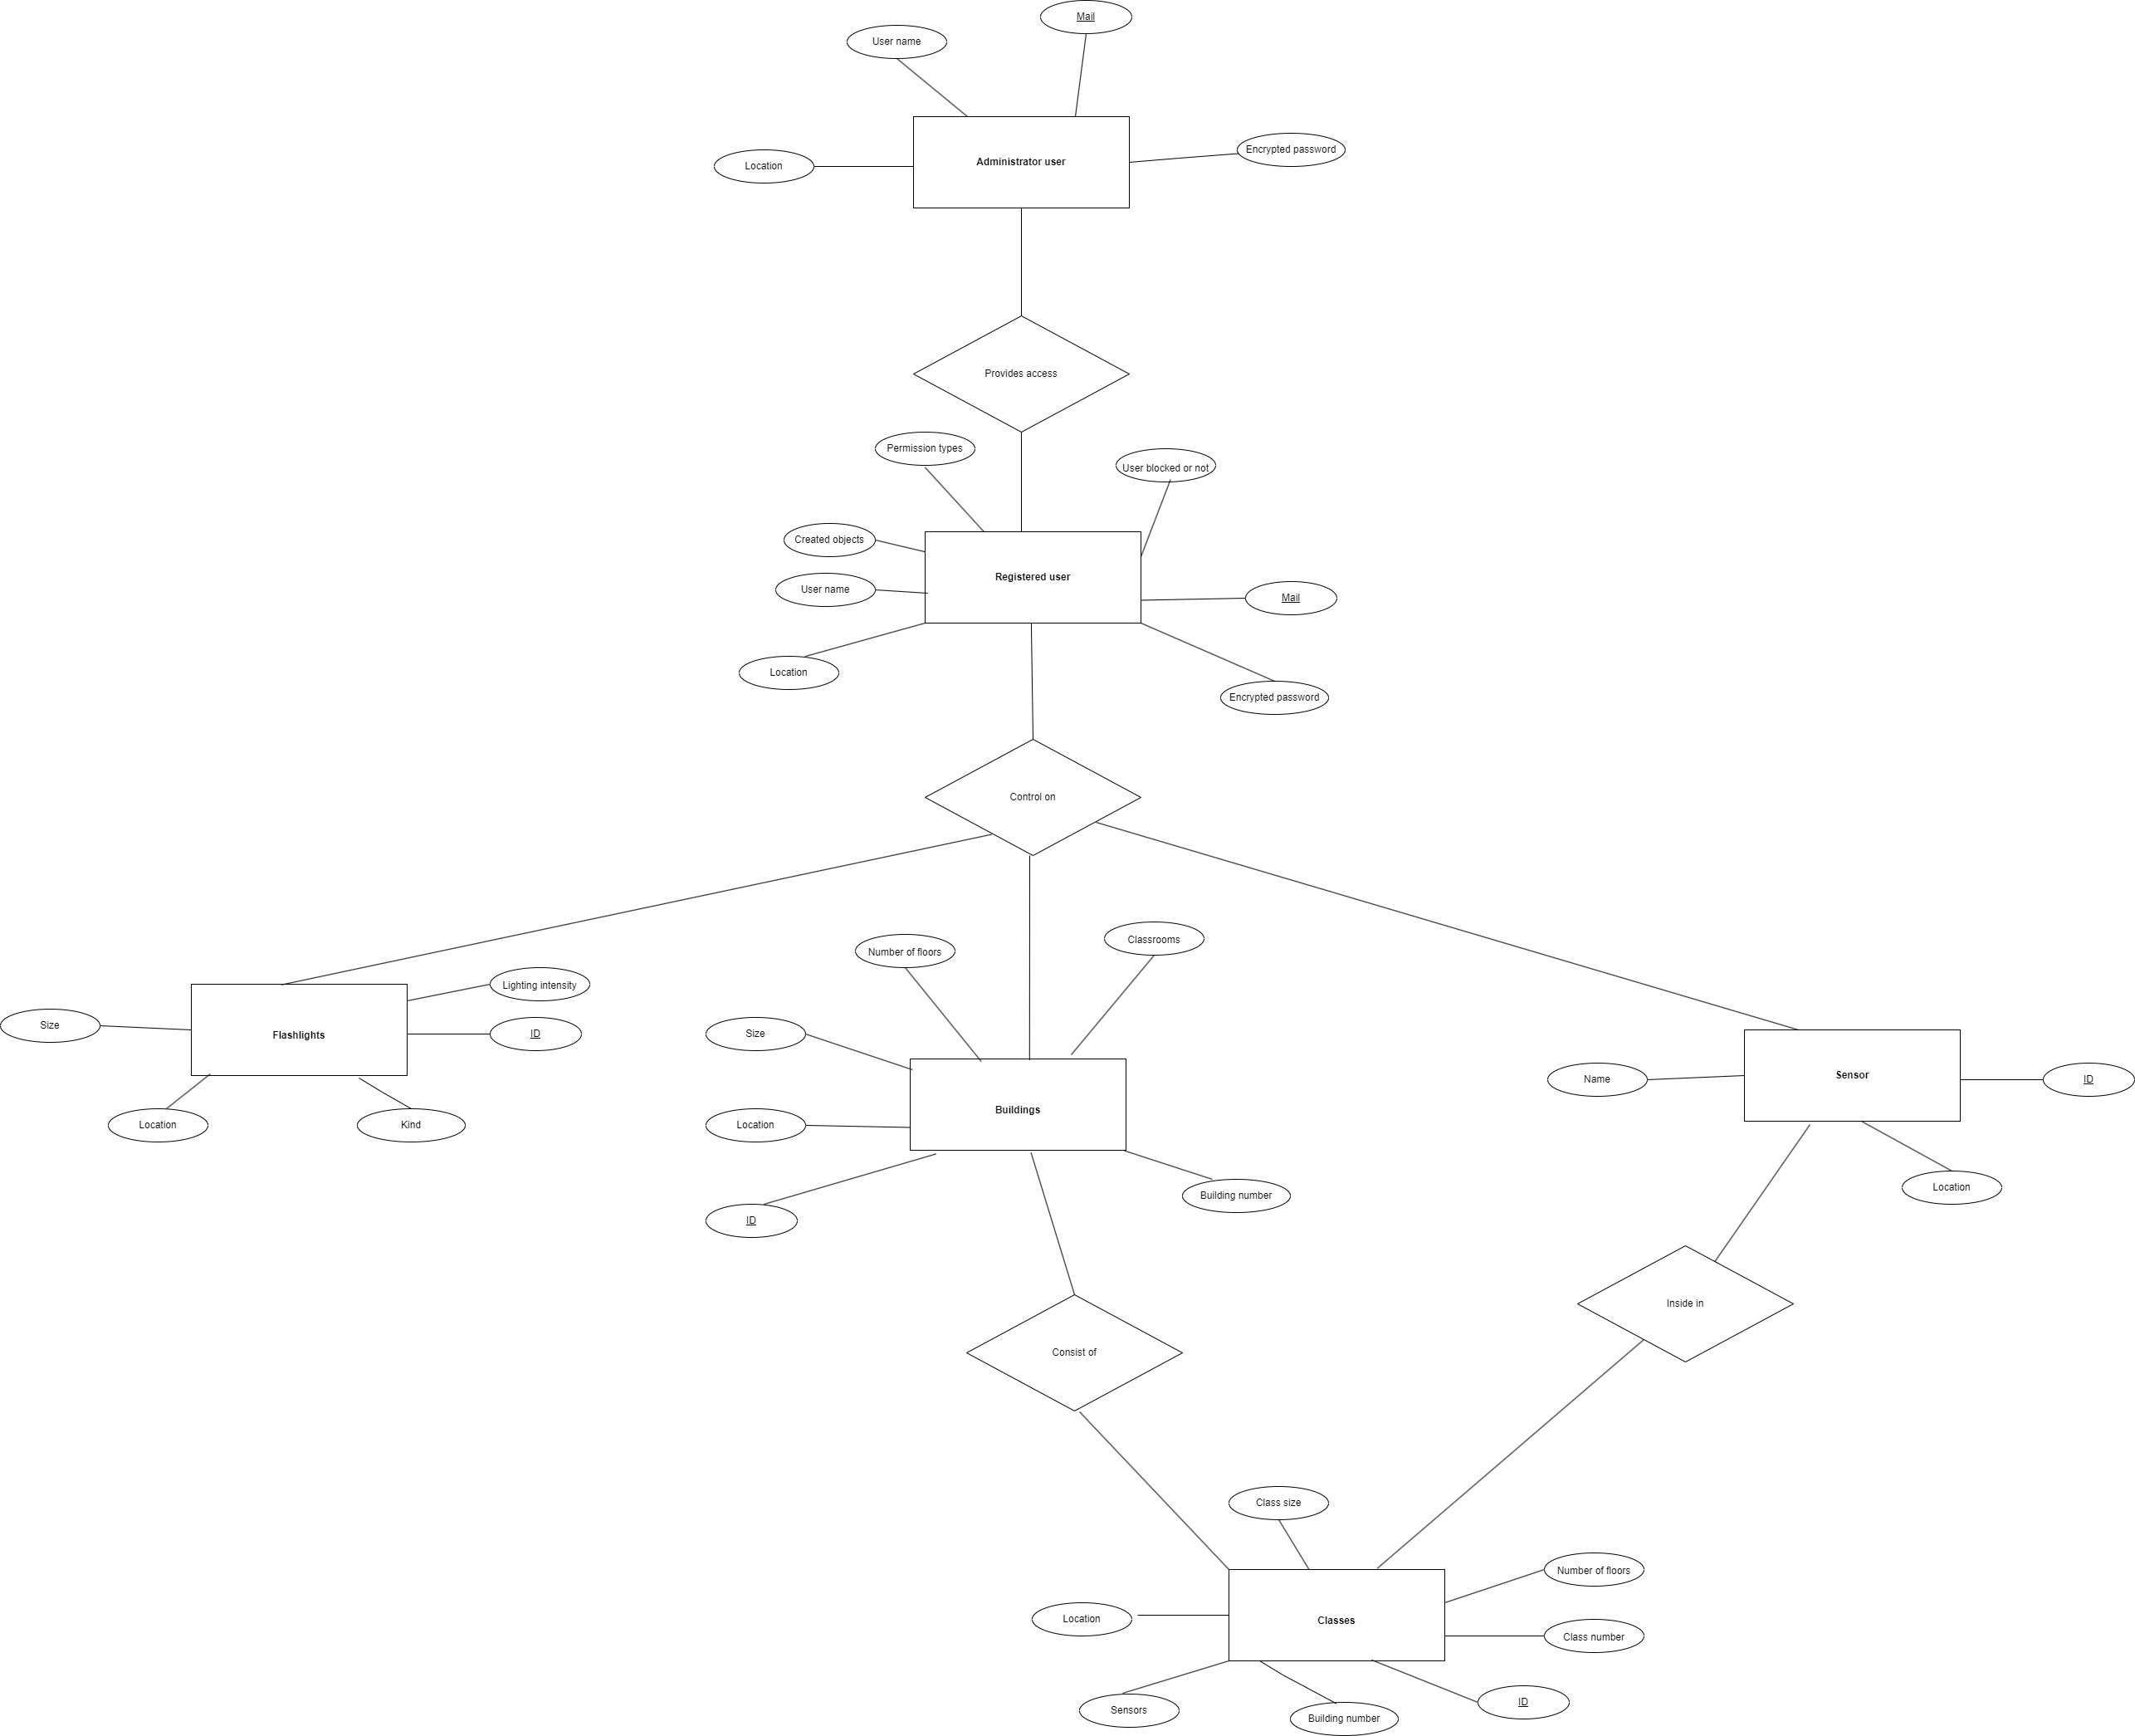 Mail
User name
Encrypted password
Administrator user
Location
Provides access
Permission types
User blocked or not
Created objects
Registered user
User name
Mail
Location
Encrypted password
Control on
Number of floors
Classrooms
Lighting intensity
Size
Flashlights
ID
Size
Sensor
Name
ID
Buildings
Location
Kind
Location
Location
Building number
ID
Inside in
Consist of
Class size
Number of floors
Location
Classes
Class number
ID
Sensors
Building number